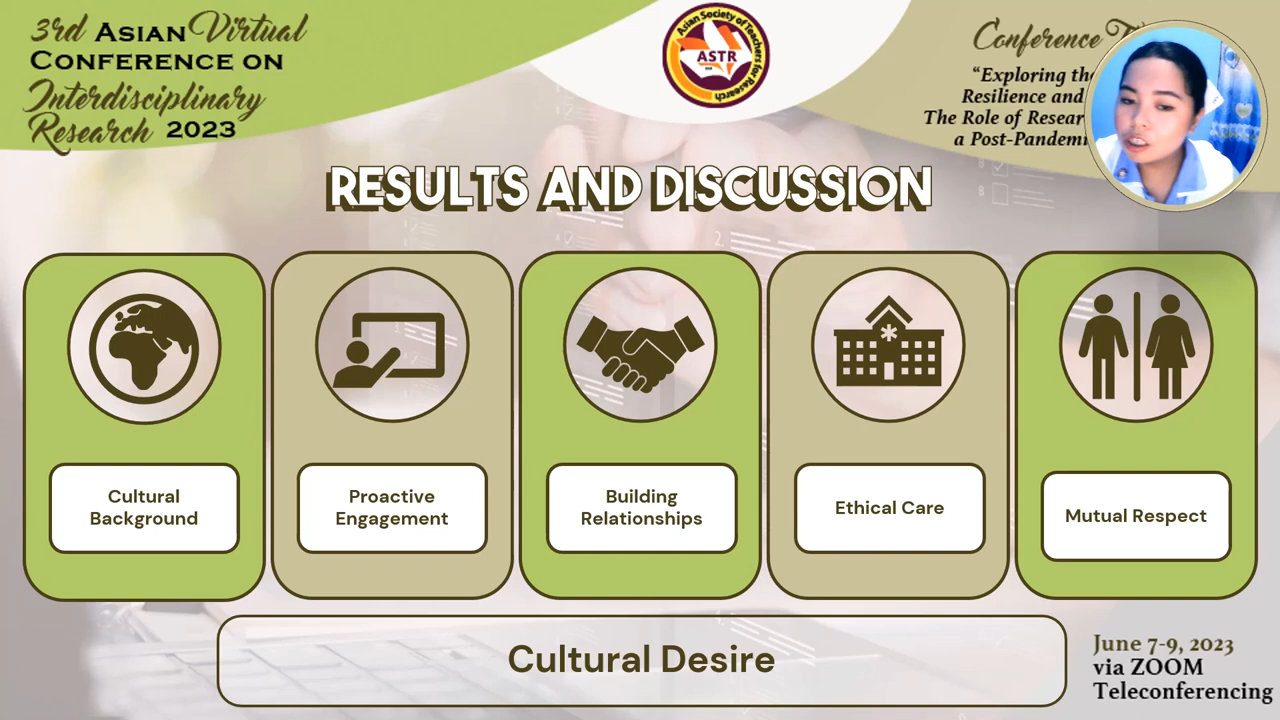 3rd ASIAN Virtual
CONFERENCE ON
Interdisciplinary
Research 2023
Asian Society of Teachers for Research
ASTR
Conference
“Exploring the
Resilience and
The Role of
a Post-
RESULTS AND DISCUSSION
2.
Cultural
Background
Proactive
Engagement
Building
Relationships
Ethical Care
Mutual Respect
Cultural Desire
June 7-9, 2023
via ZOOM
Teleconferencing